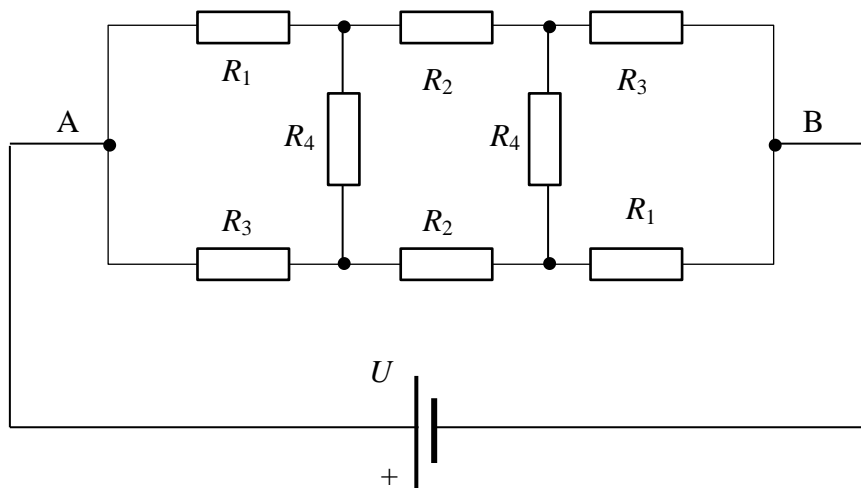 R₁ R₂ R₃
A B
R₄ R₄
R₃ R₂ R₁
U
+